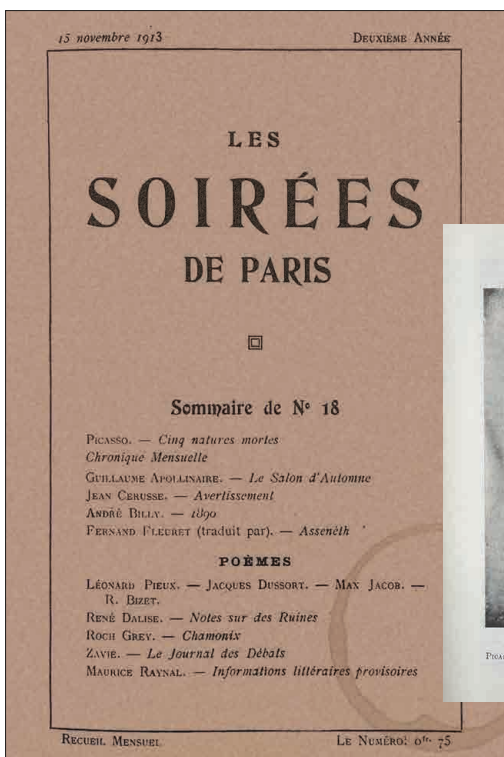 15 novembre 1913
DEUXIÈME ANNÉE
LES
SOIRÉES
DE PARIS
Sommaire de Nº 18
PICASSO. — Cinq natures mortes
Chronique Mensuelle
GUILLAUME APOLLINAIRE. — Le Salon d'Automne
JEAN CERUSSE. — Avertissement
ANDRÉ BILLY. — 1890
FERNAND FLEURET (traduit par). — Assenèth
POÈMES
LÉONARD PIEUX. — JACQUES DUSSORT. — MAX JACOB. —
R. BIZET.
RENÉ DALISE. — Notes sur des Ruines
ROCH GREY. — Chamonix
ZAVIE. — Le Journal des Débats
MAURICE RAYNAL. — Informations littéraires provisoires
RECUEIL MENSUEL
LE NUMÉRO: 0fr. 75